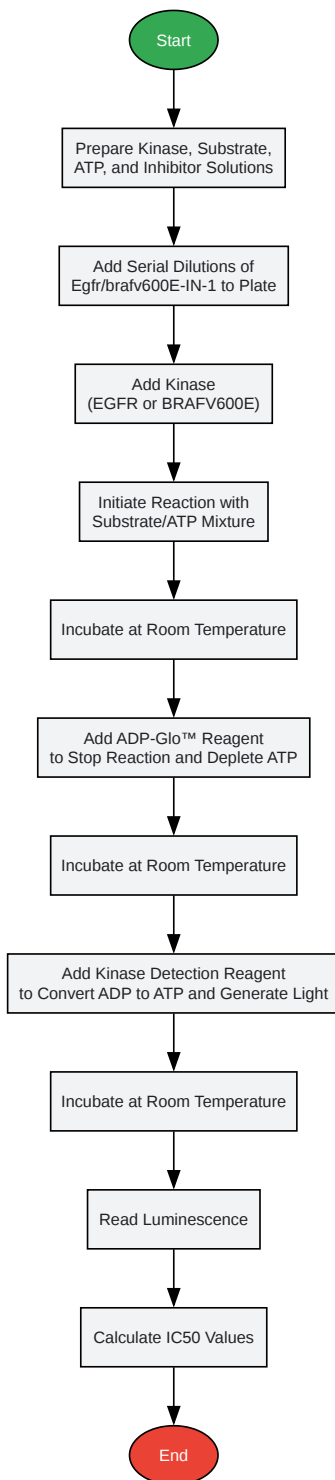 Start
Prepare Kinase, Substrate,
ATP, and Inhibitor Solutions
Add Serial Dilutions of
Egfr/brafv600E-IN-1 to Plate
Add Kinase
(EGFR or BRAFV600E)
Initiate Reaction with
Substrate/ATP Mixture
Incubate at Room Temperature
Add ADP-Glo™ Reagent
to Stop Reaction and Deplete ATP
Incubate at Room Temperature
Add Kinase Detection Reagent
to Convert ADP to ATP and Generate Light
Incubate at Room Temperature
Read Luminescence
Calculate IC50 Values
End